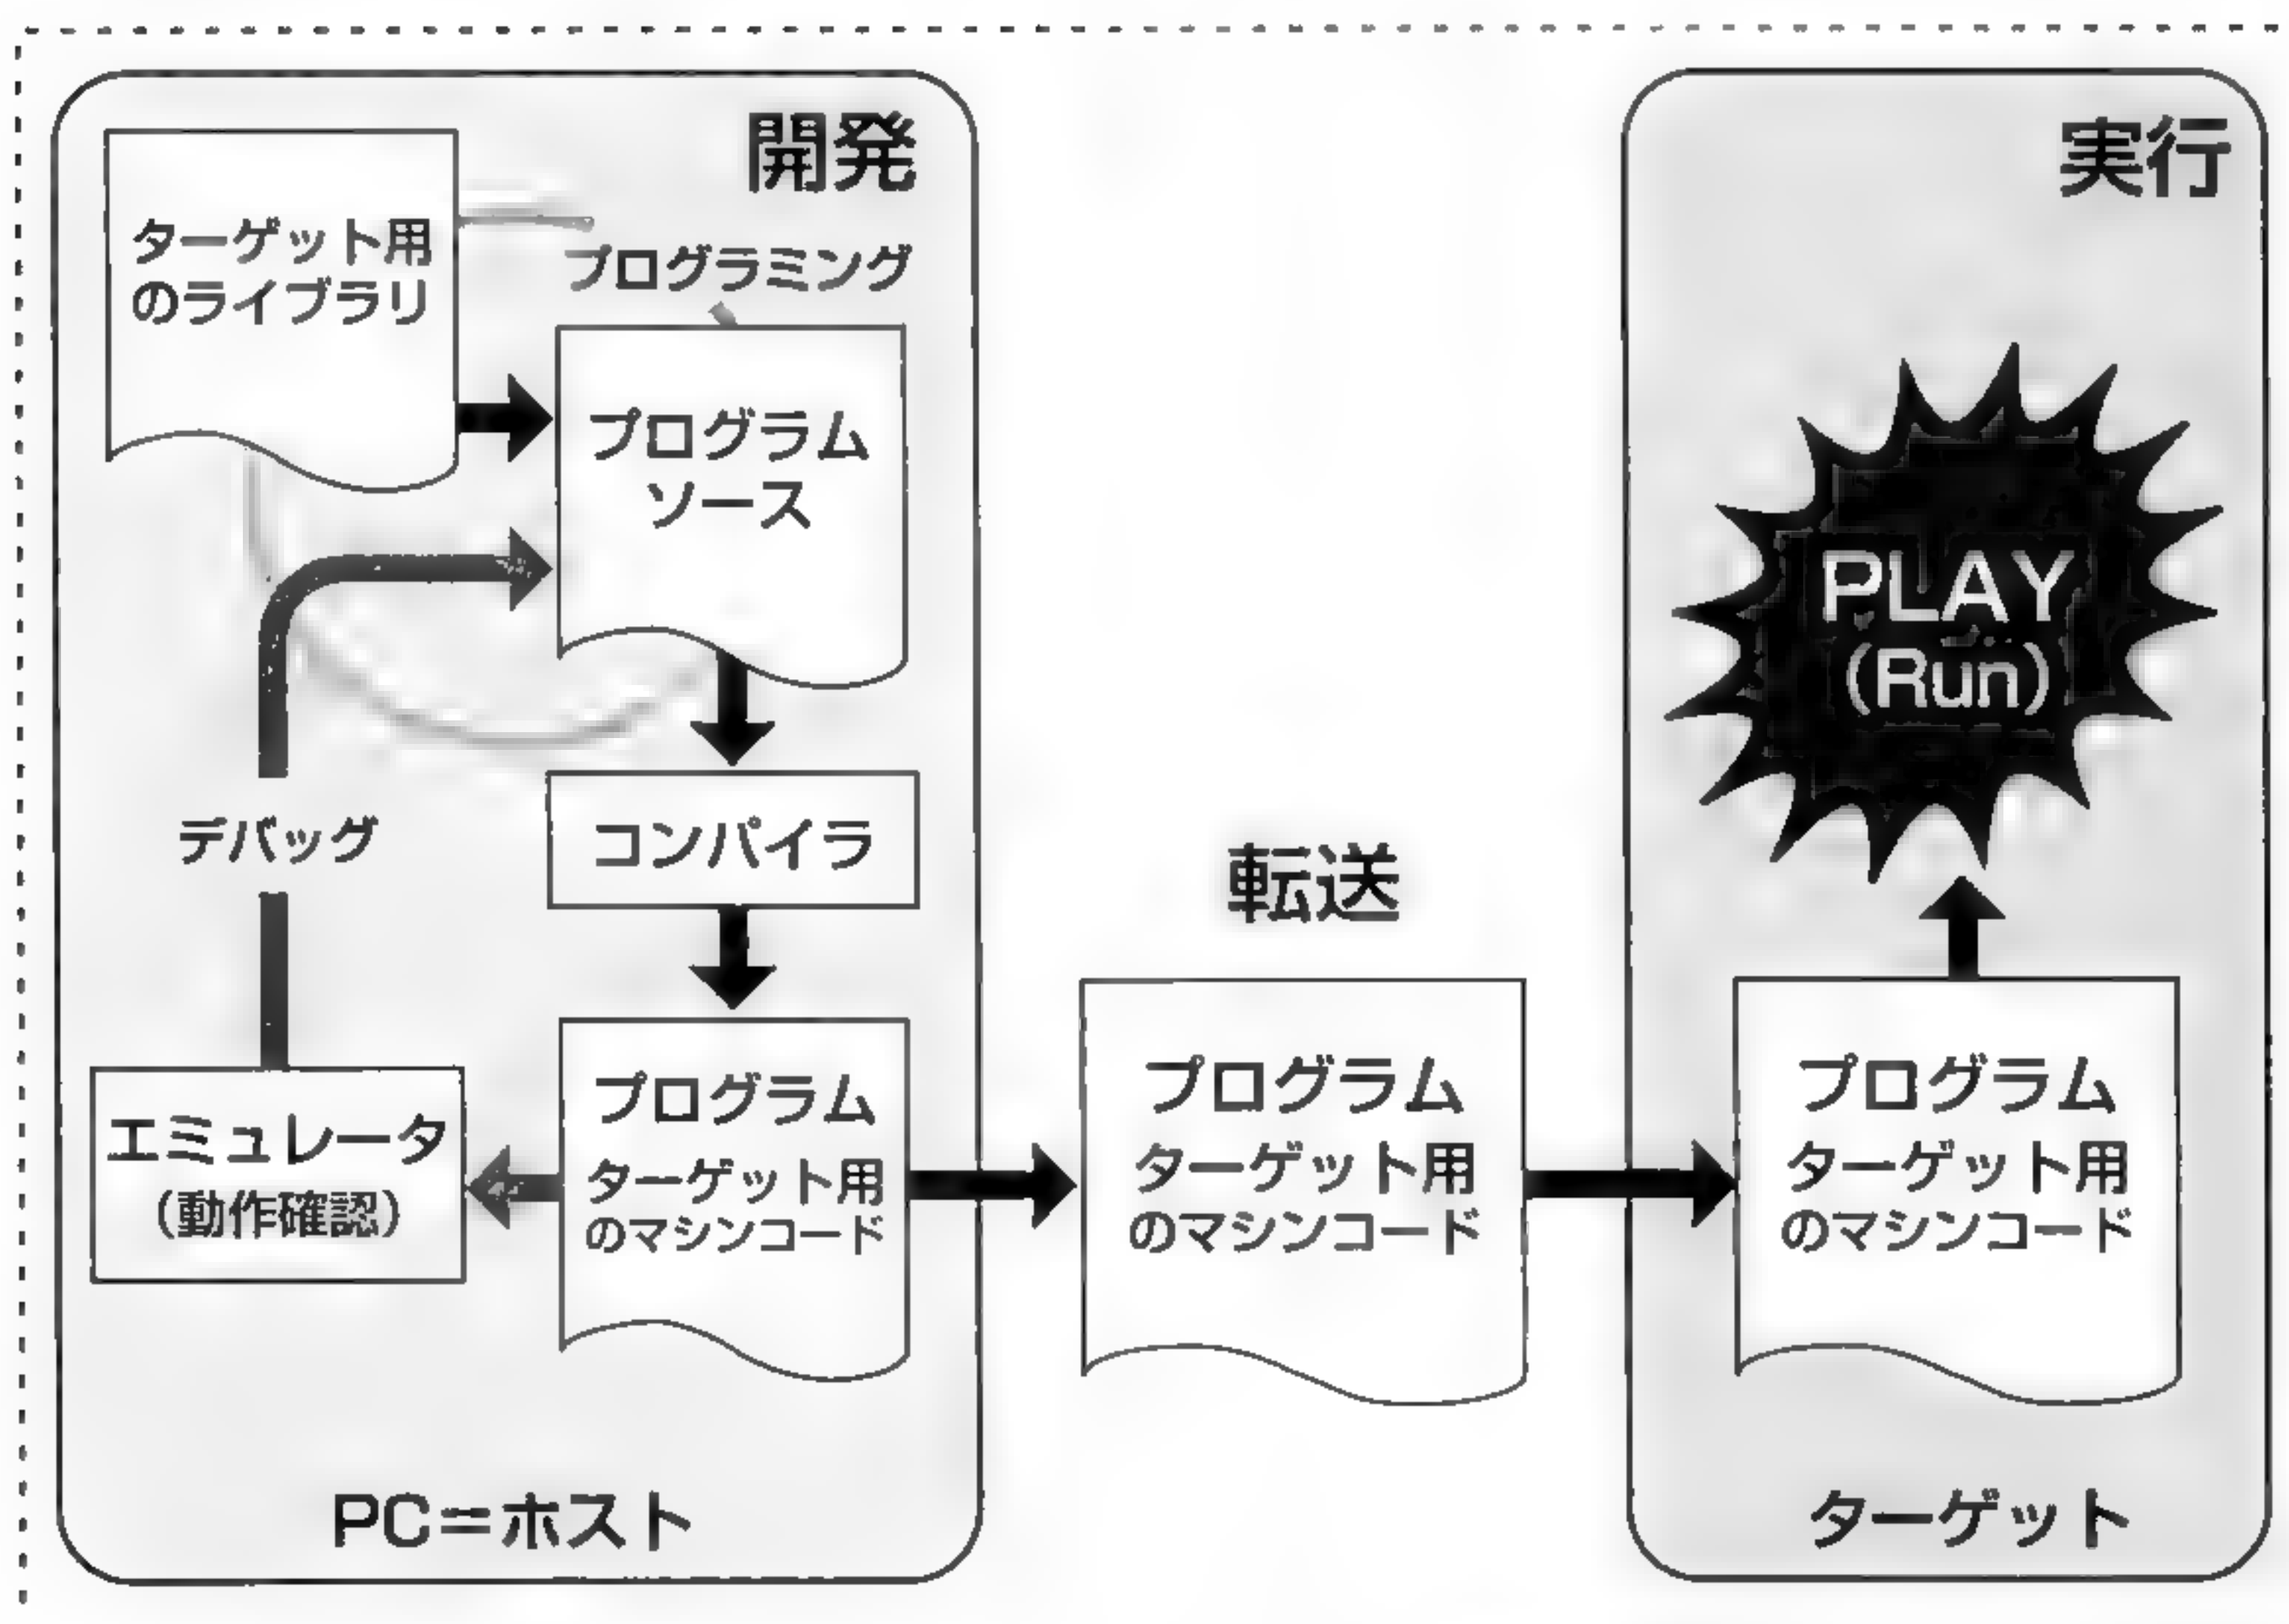 開発
ターゲット用
のライブラリ
プログラミング
プログラム
ソース
デバッグ
コンパイラ
エミュレータ
（動作確認）
プログラム
ターゲット用
のマシンコード
PC＝ホスト
転送
プログラム
ターゲット用
のマシンコード
実行
PLAY
(Run)
プログラム
ターゲット用
のマシンコード
ターゲット